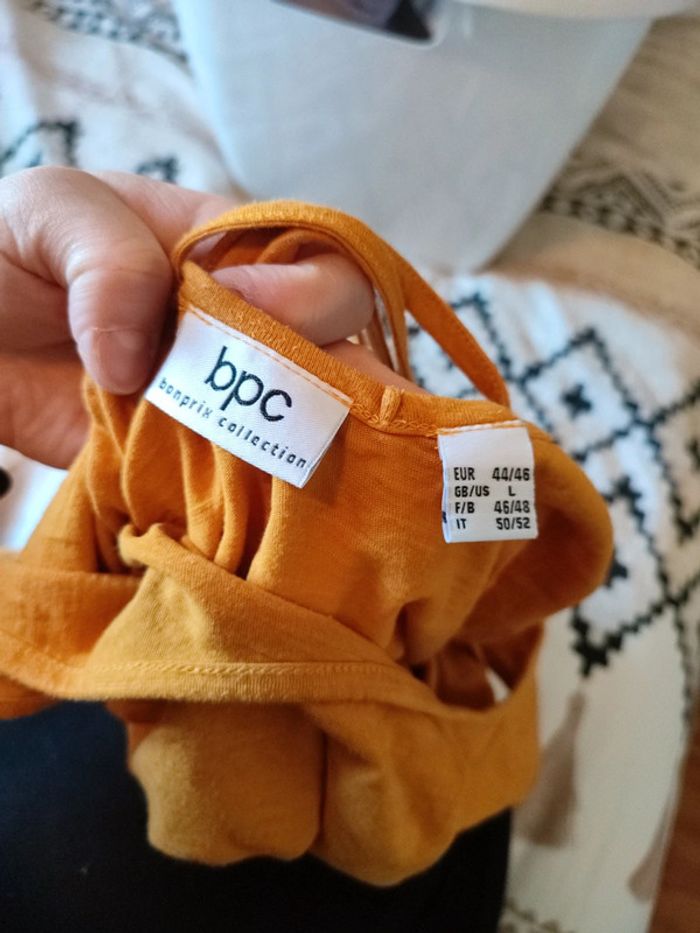 bpc
bonprix collection
EUR 44/46
GB/US L
F/B 46/48
IT 50/52